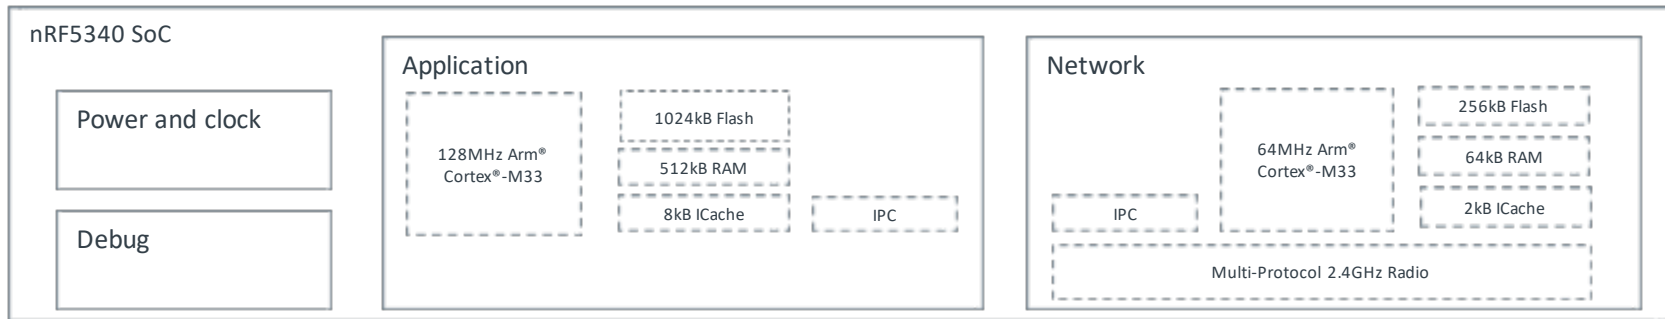 nRF5340 SoC
Power and clock
Debug
Application
128MHz Arm®
Cortex®-M33
1024kB Flash
512kB RAM
8kB ICache
IPC
Network
IPC
64MHz Arm®
Cortex®-M33
256kB Flash
64kB RAM
2kB ICache
Multi-Protocol 2.4GHz Radio